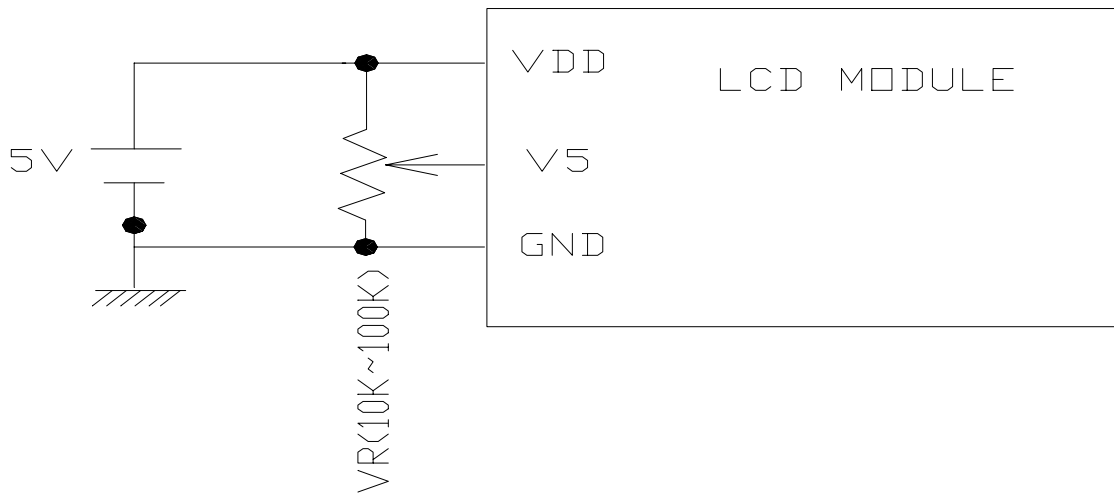 VDD
LCD MODULE
5V
V5
GND
VR(10K~100K)